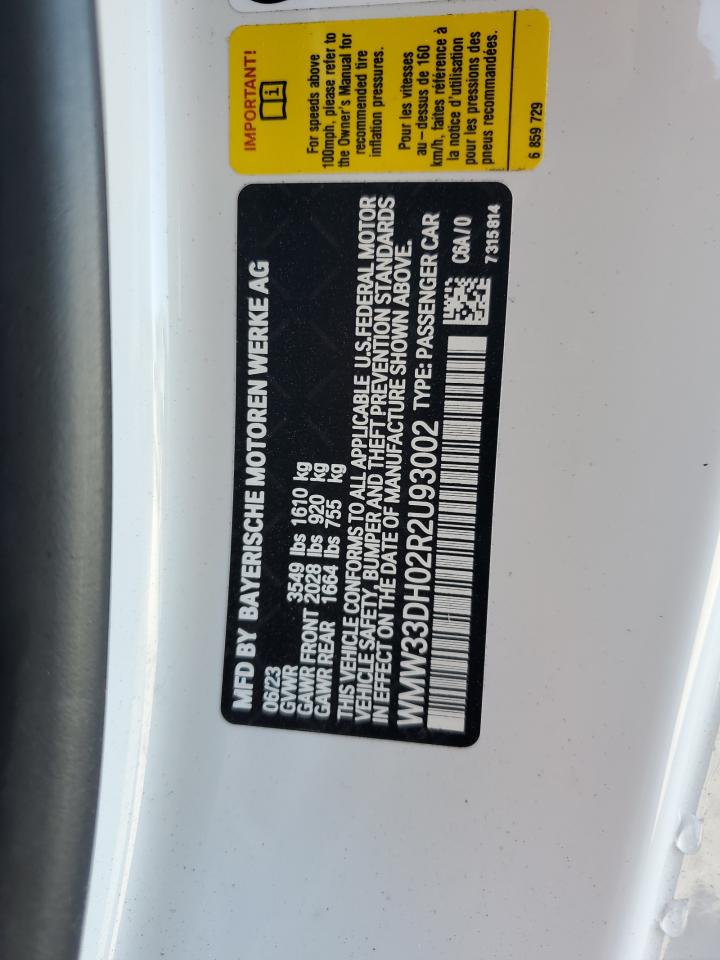 MFD BY BAYERISCHE MOTOREN WERKE AG
06/23
GVWR 3549 lbs 1610 kg
GAWR FRONT 2028 lbs 920 kg
GAWR REAR 1664 lbs 755 kg
THIS VEHICLE CONFORMS TO ALL APPLICABLE U.S.FEDERAL MOTOR
VEHICLE SAFETY, BUMPER AND THEFT PREVENTION STANDARDS
IN EFFECT ON THE DATE OF MANUFACTURE SHOWN ABOVE.
WMW33DH02R2U93002 TYPE: PASSENGER CAR
C6A/0
7315814
IMPORTANT!
For speeds above
100mph, please refer to
the Owner's Manual for
recommended tire
inflation pressures.
Pour les vitesses
au-dessus de 160
km/h, faites référence à
la notice d'utilisation
pour les pressions des
pneus recommandées.
6 859 729